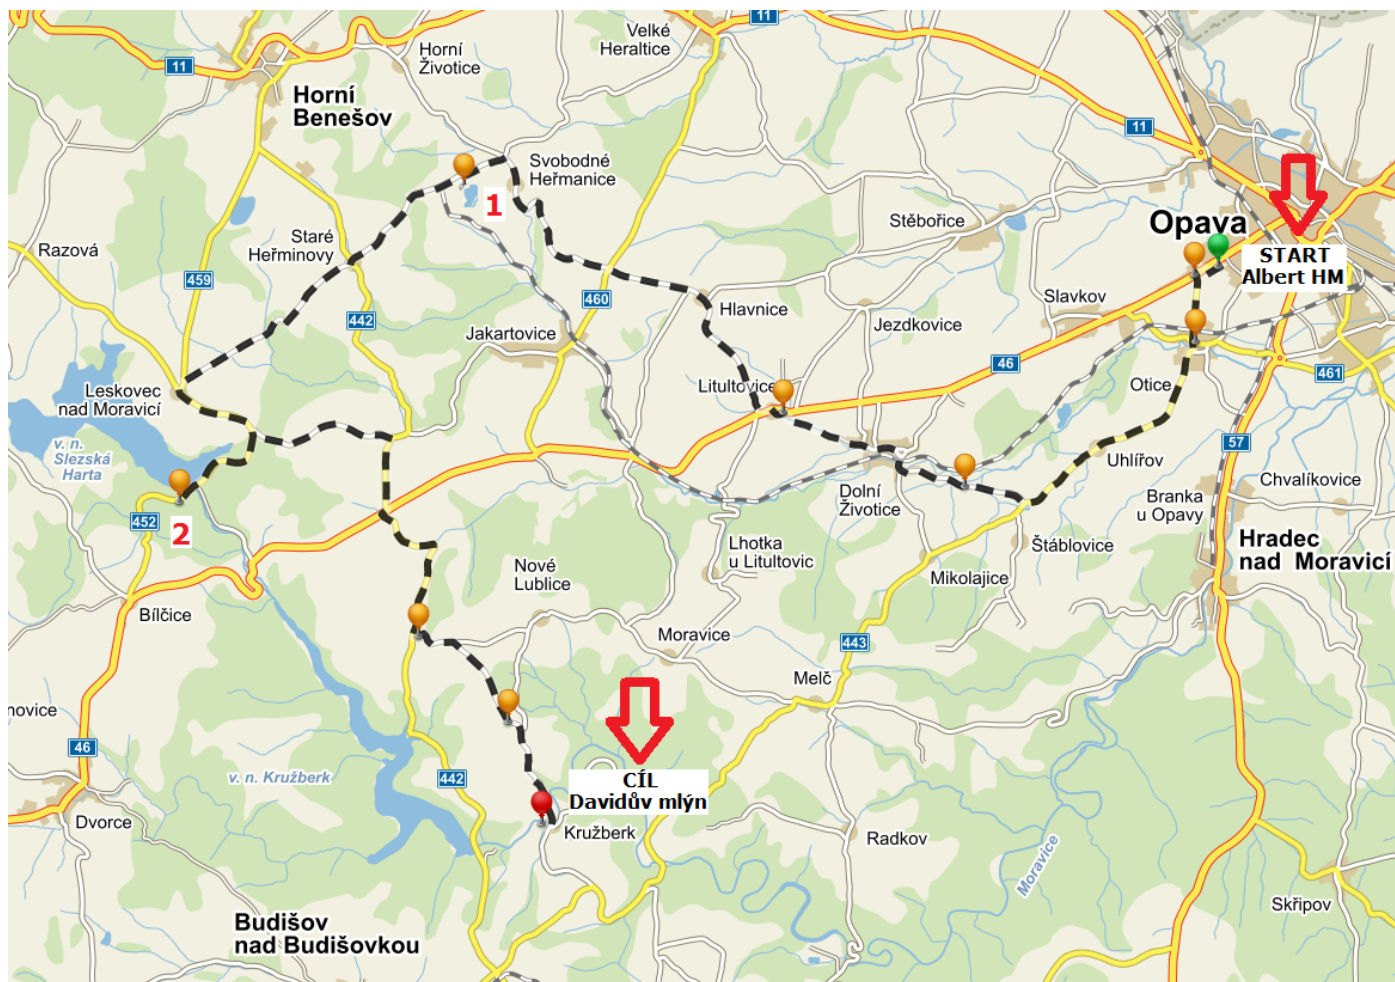 11
Velké
Heraltice
Horní
Životice
11
Horní
Benešov
11
Svobodné
Heřmanice
1
Stěbořice
Opava
START
Albert HM
Razová
Staré
Heřminovy
459
460
442
Hlavnice
Slavkov
Jakartovice
Jezdkovice
46
461
Leskovec
nad Moravicí
Litultovice
Otice
v. n.
Slezská
Harta
57
Uhlířov
Chvalíkovice
Dolní
Životice
Branka
u Opavy
452
2
Štáblovice
Hradec
nad Moravicí
Lhotka
u Litultovic
Nové
Lublice
Mikolajice
Bílčice
Moravice
443
Melč
novice
46
v. n. Kružberk
442
CÍL
Davidův mlýn
Dvorce
Kružberk
Radkov
Moravice
Budišov
nad Budišovkou
Skřipov